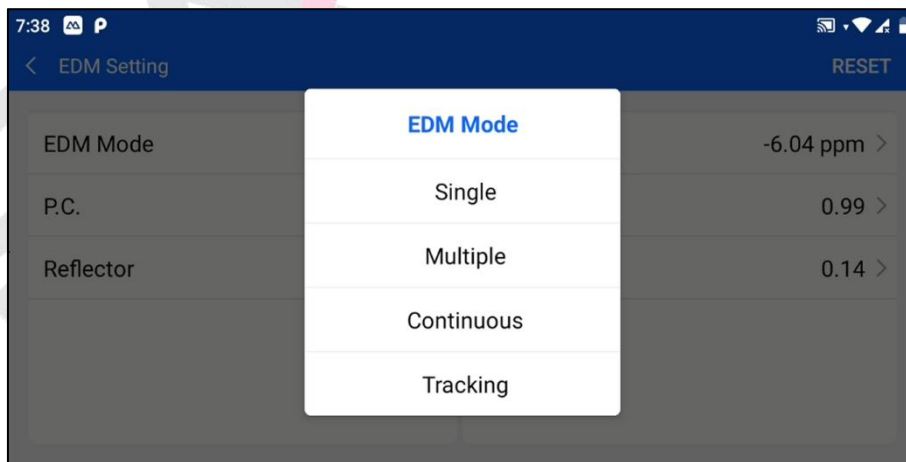 7:38
EDM Setting
RESET
EDM Mode
-6.04 ppm
P.C.
0.99
Reflector
0.14
EDM Mode
Single
Multiple
Continuous
Tracking